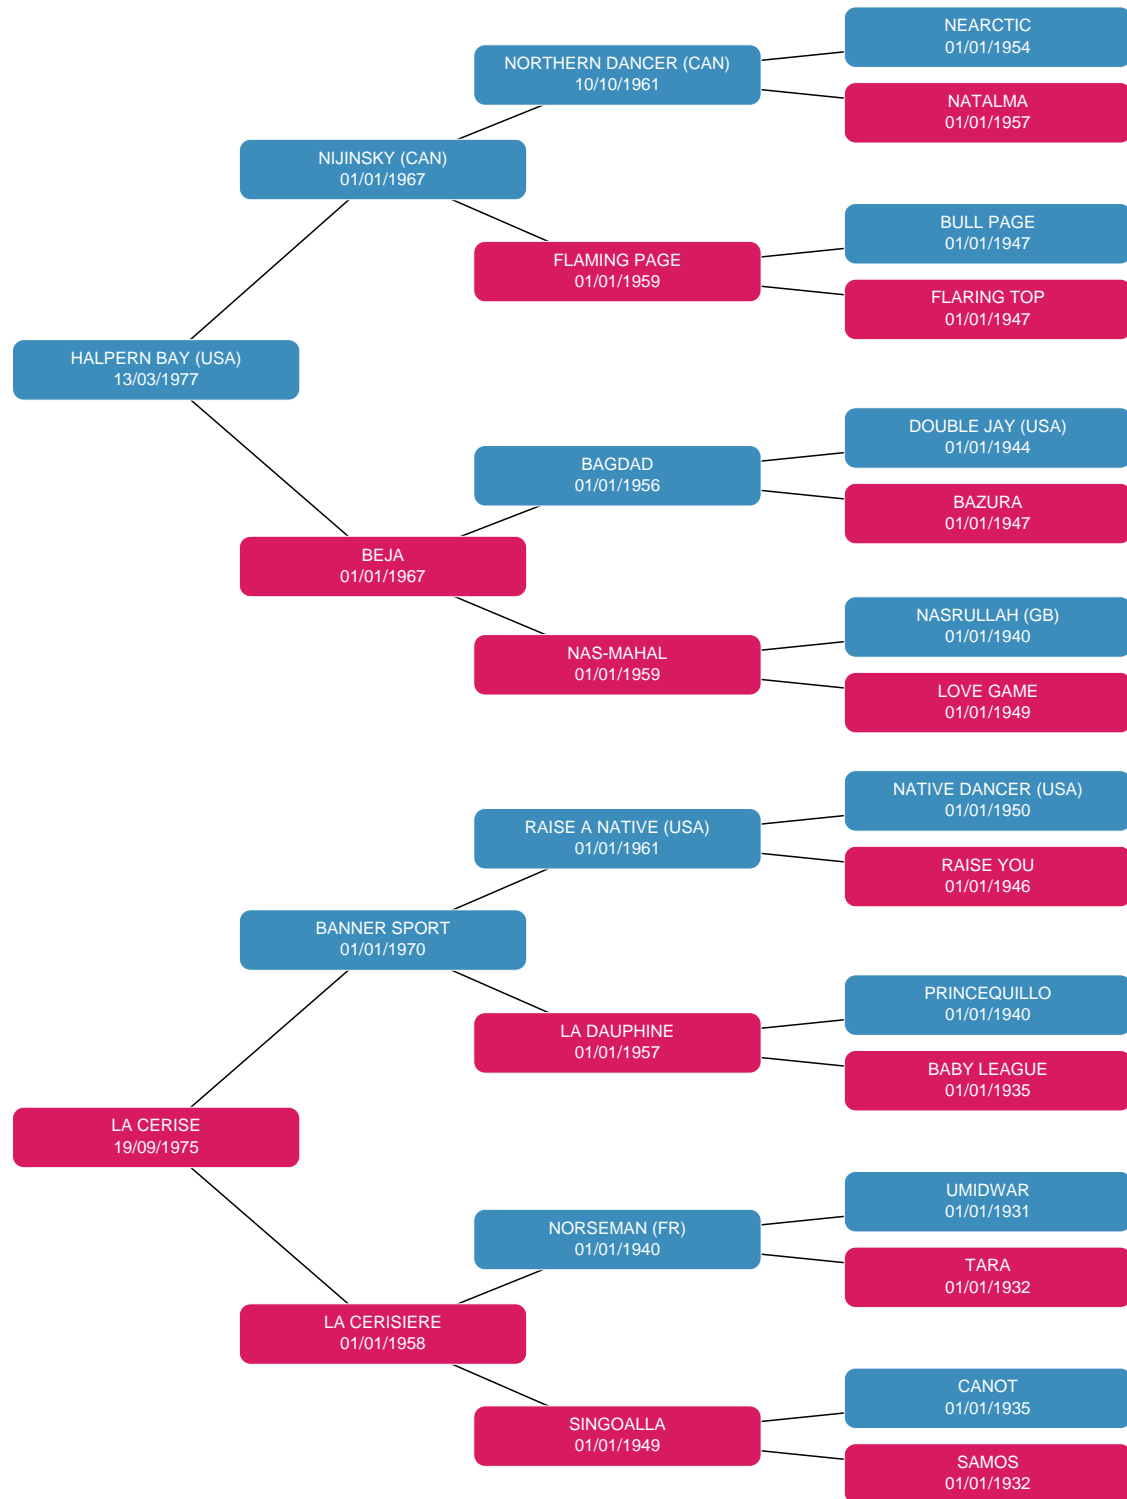 NEARCTIC
01/01/1954
NORTHERN DANCER (CAN)
10/10/1961
NATALMA
01/01/1957
NIJINSKY (CAN)
01/01/1967
BULL PAGE
01/01/1947
FLAMING PAGE
01/01/1959
FLARING TOP
01/01/1947
HALPERN BAY (USA)
13/03/1977
DOUBLE JAY (USA)
01/01/1944
BAGDAD
01/01/1956
BAZURA
01/01/1947
BEJA
01/01/1967
NASRULLAH (GB)
01/01/1940
NAS-MAHAL
01/01/1959
LOVE GAME
01/01/1949
NATIVE DANCER (USA)
01/01/1950
RAISE A NATIVE (USA)
01/01/1961
RAISE YOU
01/01/1946
BANNER SPORT
01/01/1970
PRINCEQUILLO
01/01/1940
LA DAUPHINE
01/01/1957
BABY LEAGUE
01/01/1935
LA CERISE
19/09/1975
UMIDWAR
01/01/1931
NORSEMAN (FR)
01/01/1940
TARA
01/01/1932
LA CERISIERE
01/01/1958
CANOT
01/01/1935
SINGOALLA
01/01/1949
SAMOS
01/01/1932